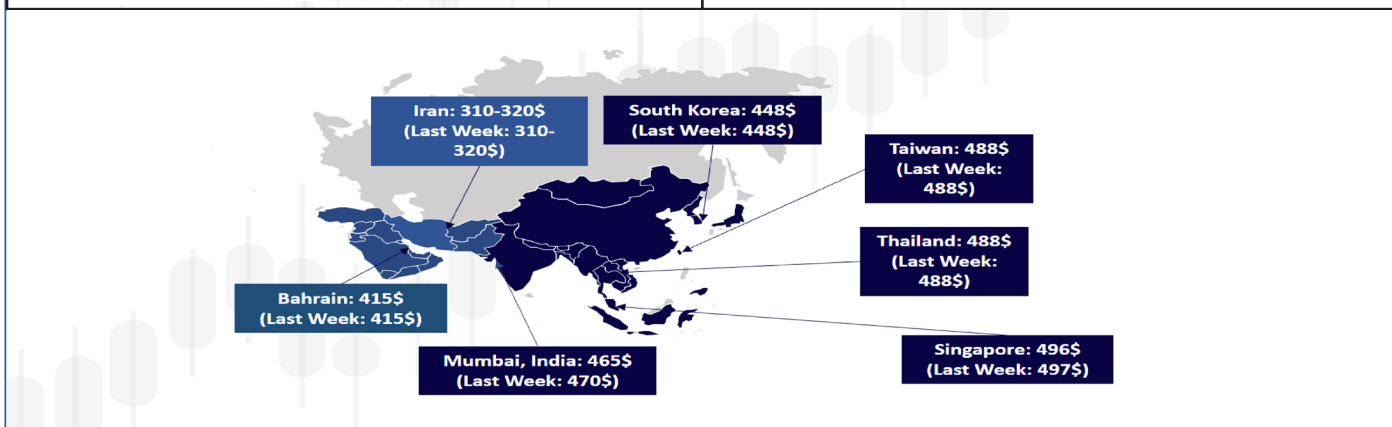 Iran: 310-320$
(Last Week: 310-
320$)
South Korea: 448$
(Last Week: 448$)
Taiwan: 488$
(Last Week:
488$)
Thailand: 488$
(Last Week:
488$)
Bahrain: 415$
(Last Week: 415$)
Mumbai, India: 465$
(Last Week: 470$)
Singapore: 496$
(Last Week: 497$)